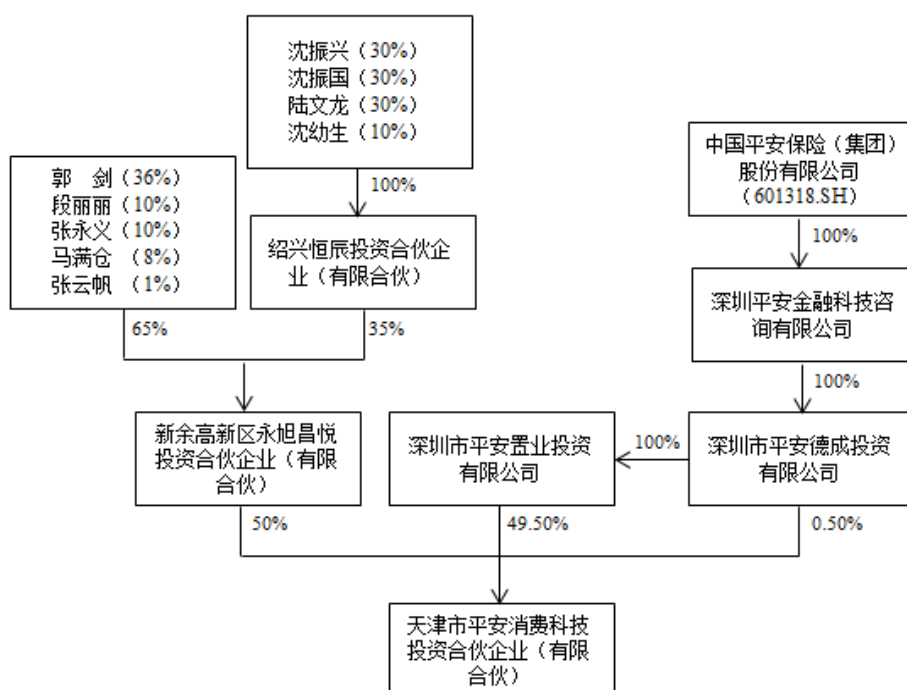 沈振兴（30%）
沈振国（30%）
陆文龙（30%）
沈幼生（10%）
郭　剑（36%）
段丽丽（10%）
张永义（10%）
马满仓 （8%）
张云帆 （1%）
中国平安保险（集团）
股份有限公司
（601318.SH）
100%
绍兴恒辰投资合伙企
业（有限合伙）
100%
深圳平安金融科技咨
询有限公司
65%
35%
100%
新余高新区永旭昌悦
投资合伙企业（有限
合伙）
深圳市平安置业投资
有限公司
100%
深圳市平安德成投资
有限公司
50%
49.50%
0.50%
天津市平安消费科技
投资合伙企业（有限
合伙）